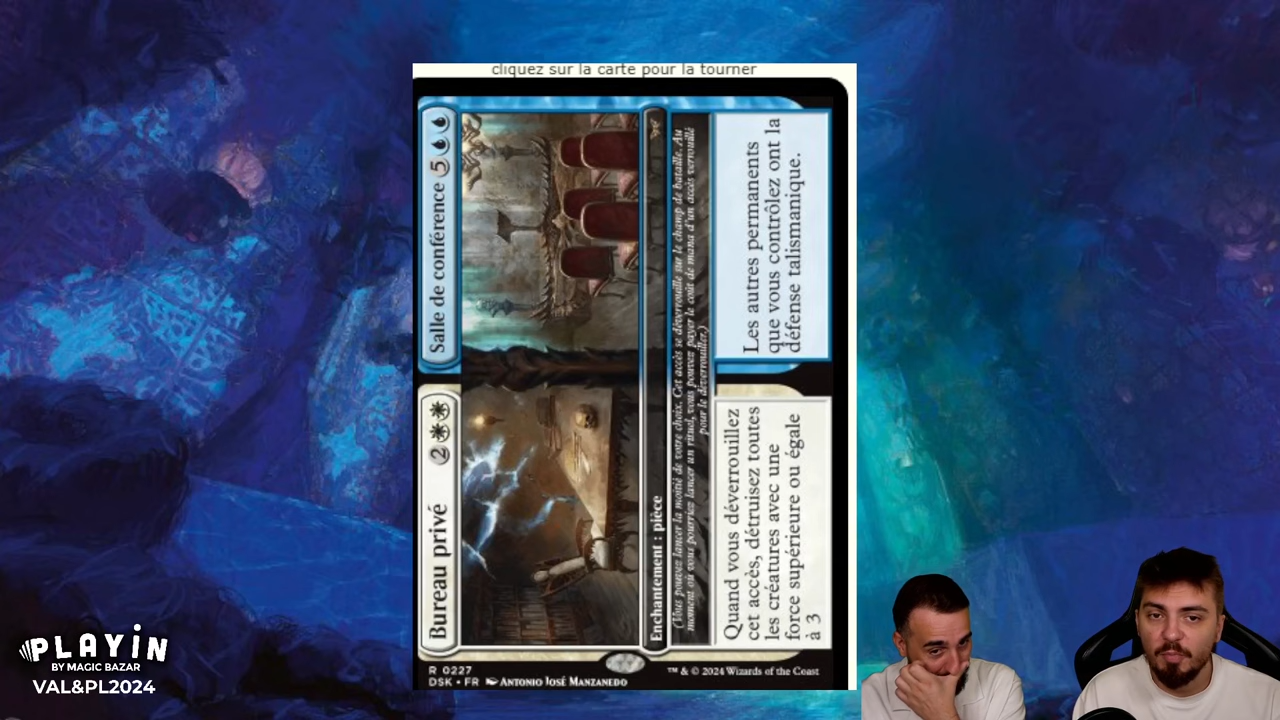 cliquez sur la carte pour la tourner
Bureau privé 2
Salle de conférence 5
Enchantement : pièce
(Vous pouvez lancer la moitié de votre choix. Cet accès se déverrouille sur le champ de bataille. Au
moment où vous pourriez lancer un rituel, vous pouvez payer le coût de mana d'un accès verrouillé
pour le déverrouiller.)
Quand vous déverrouillez
cet accès, détruisez toutes
les créatures avec une
force supérieure ou égale
à 3
Les autres permanents
que vous contrôlez ont la
défense talismanique.
R 0227
DSK • FR ANTONIO JOSÉ MANZANEDO
™ & © 2024 Wizards of the Coast
PLAYIN
BY MAGIC BAZAR
VAL&PL2024